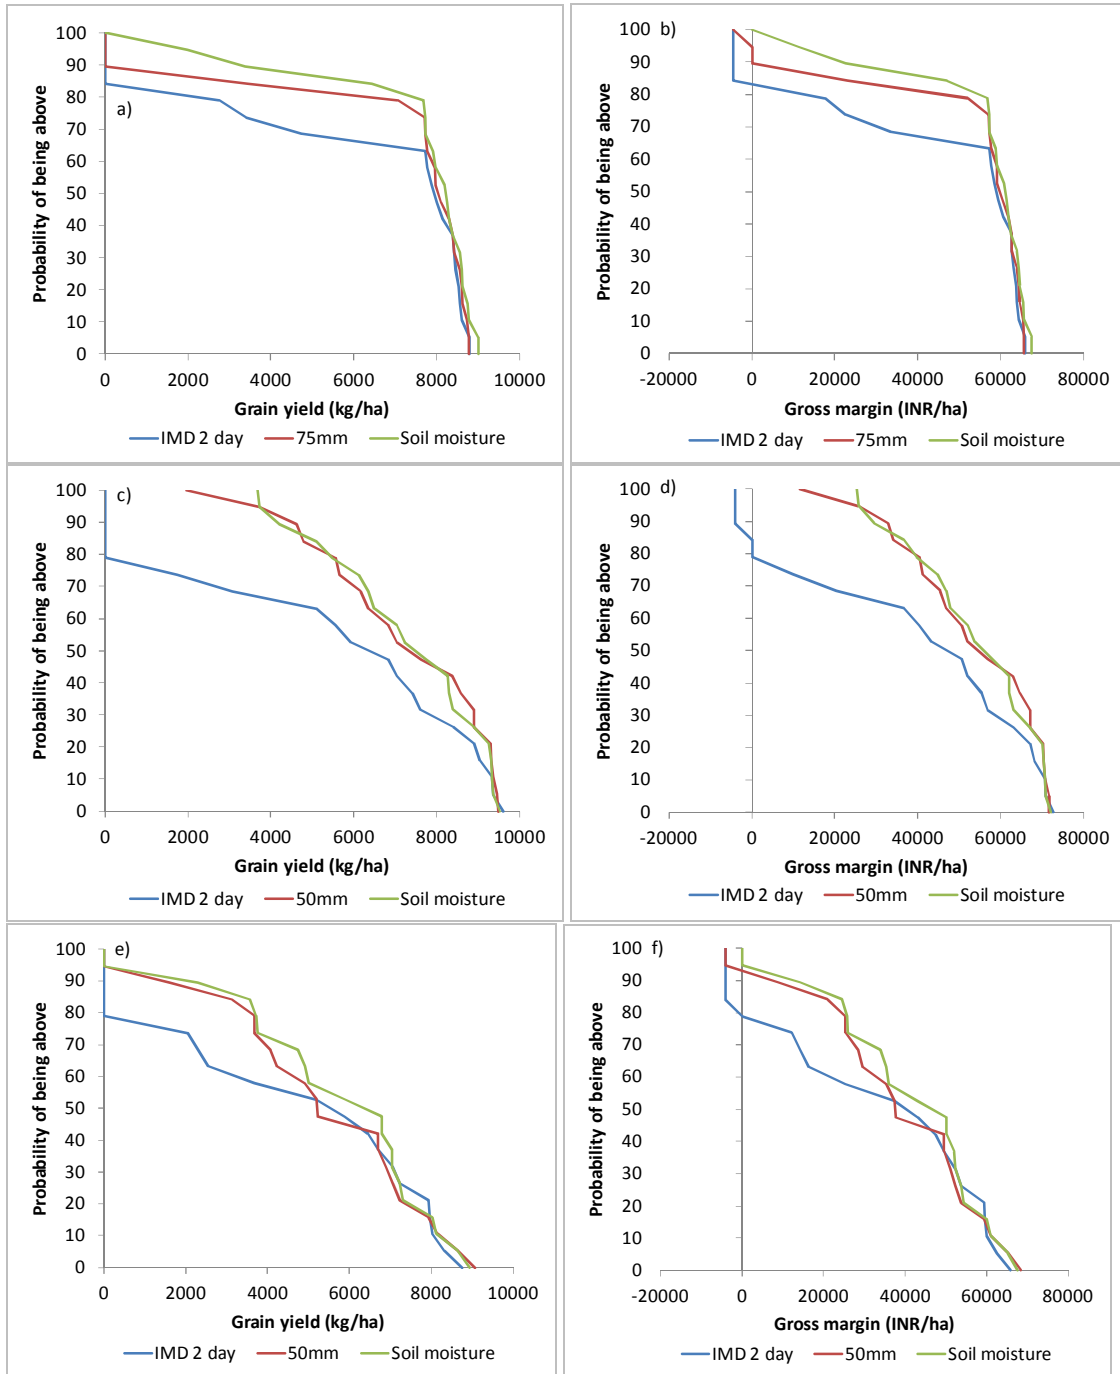 a)
100
90
80
70
60
50
40
30
20
10
0
Probability of being above
0 2000 4000 6000 8000 10000
Grain yield (kg/ha)
IMD 2 day 75mm Soil moisture
b)
100
90
80
70
60
50
40
30
20
10
0
Probability of being above
-20000 0 20000 40000 60000 80000
Gross margin (INR/ha)
IMD 2 day 75mm Soil moisture
c)
100
90
80
70
60
50
40
30
20
10
0
Probability of being above
0 2000 4000 6000 8000 10000
Grain yield (kg/ha)
IMD 2 day 50mm Soil moisture
d)
100
90
80
70
60
50
40
30
20
10
0
Probability of being above
-20000 0 20000 40000 60000 80000
Gross margin (INR/ha)
IMD 2 day 50mm Soil moisture
e)
100
90
80
70
60
50
40
30
20
10
0
Probability of being above
0 2000 4000 6000 8000 10000
Grain yield (kg/ha)
IMD 2 day 50mm Soil moisture
f)
100
90
80
70
60
50
40
30
20
10
0
Probability of being above
-20000 0 20000 40000 60000 80000
Gross margin (INR/ha)
IMD 2 day 50mm Soil moisture